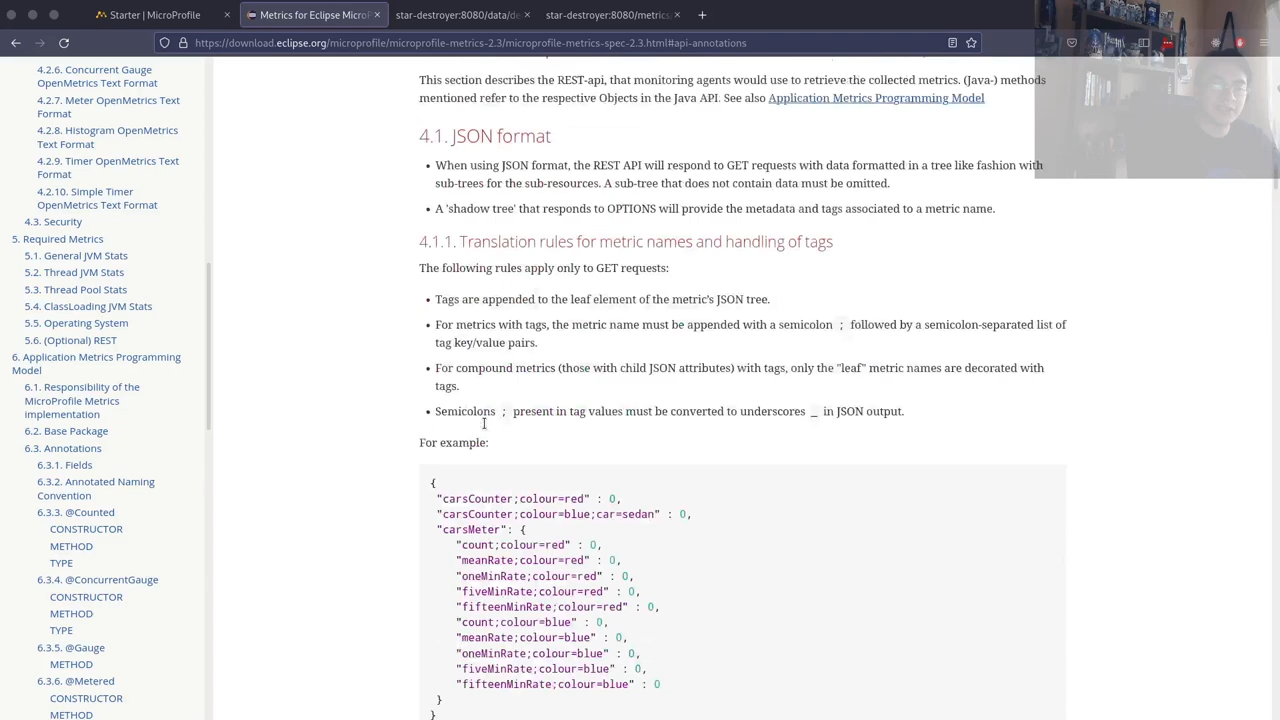 Starter | MicroProfile
Metrics for Eclipse MicroP
star-destroyer:8080/data/de
star-destroyer:8080/metrics
https://download.eclipse.org/microprofile/microprofile-metrics-2.3/microprofile-metrics-spec-2.3.html#api-annotations
4.2.6. Concurrent Gauge
OpenMetrics Text Format
4.2.7. Meter OpenMetrics Text
Format
4.2.8. Histogram OpenMetrics
Text Format
4.2.9. Timer OpenMetrics Text
Format
4.2.10. Simple Timer
OpenMetrics Text Format
4.3. Security
5. Required Metrics
5.1. General JVM Stats
5.2. Thread JVM Stats
5.3. Thread Pool Stats
5.4. ClassLoading JVM Stats
5.5. Operating System
5.6. (Optional) REST
6. Application Metrics Programming
Model
6.1. Responsibility of the
MicroProfile Metrics
implementation
6.2. Base Package
6.3. Annotations
6.3.1. Fields
6.3.2. Annotated Naming
Convention
6.3.3. @Counted
CONSTRUCTOR
METHOD
TYPE
6.3.4. @ConcurrentGauge
CONSTRUCTOR
METHOD
TYPE
6.3.5. @Gauge
METHOD
6.3.6. @Metered
CONSTRUCTOR
METHOD
This section describes the REST-api, that monitoring agents would use to retrieve the collected metrics. (Java-) methods
mentioned refer to the respective Objects in the Java API. See also Application Metrics Programming Model
4.1. JSON format
• When using JSON format, the REST API will respond to GET requests with data formatted in a tree like fashion with
sub-trees for the sub-resources. A sub-tree that does not contain data must be omitted.
• A 'shadow tree' that responds to OPTIONS will provide the metadata and tags associated to a metric name.
4.1.1. Translation rules for metric names and handling of tags
The following rules apply only to GET requests:
• Tags are appended to the leaf element of the metric's JSON tree.
• For metrics with tags, the metric name must be appended with a semicolon ; followed by a semicolon-separated list of
tag key/value pairs.
• For compound metrics (those with child JSON attributes) with tags, only the "leaf" metric names are decorated with
tags.
• Semicolons ; present in tag values must be converted to underscores _ in JSON output.
For example:
{
"carsCounter;colour=red" : 0,
"carsCounter;colour=blue;car=sedan" : 0,
"carsMeter": {
"count;colour=red" : 0,
"meanRate;colour=red" : 0,
"oneMinRate;colour=red" : 0,
"fiveMinRate;colour=red" : 0,
"fifteenMinRate;colour=red" : 0,
"count;colour=blue" : 0,
"meanRate;colour=blue" : 0,
"oneMinRate;colour=blue" : 0,
"fiveMinRate;colour=blue" : 0,
"fifteenMinRate;colour=blue" : 0
}
}